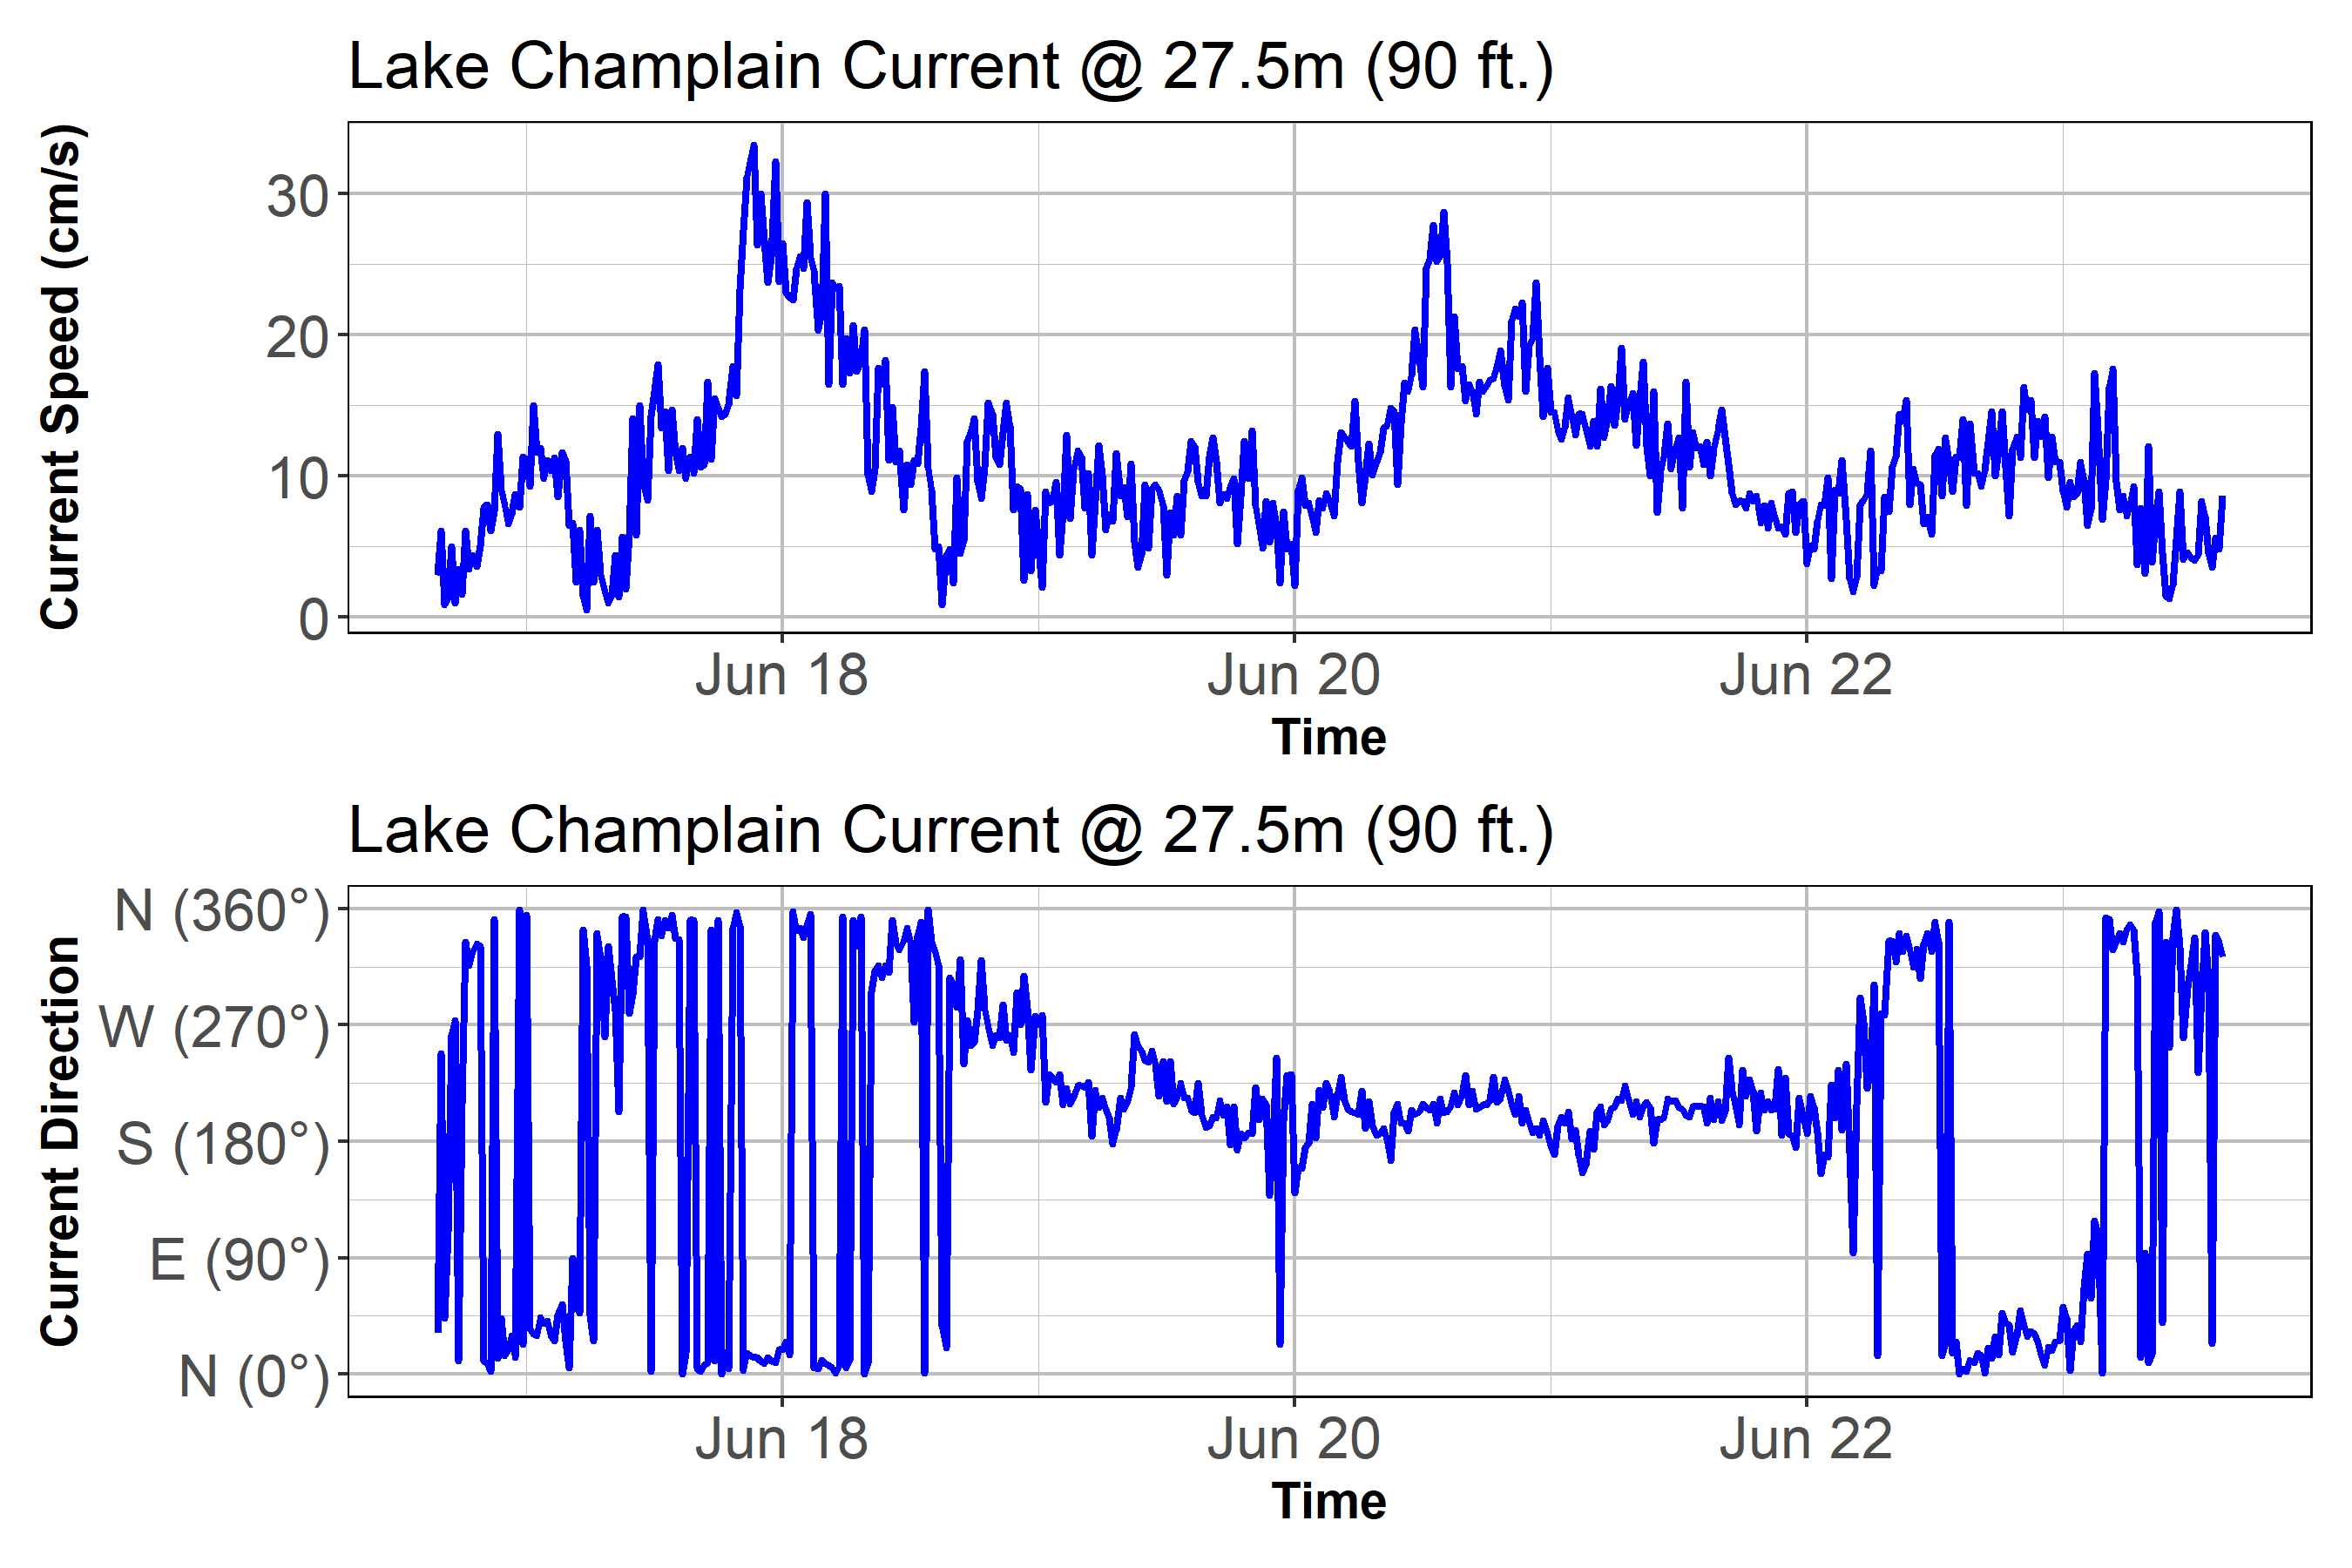 Lake Champlain Current @ 27.5m (90 ft.)
Current Speed (cm/s)
30
20
10
0
Jun 18 Jun 20 Jun 22
Time
Lake Champlain Current @ 27.5m (90 ft.)
Current Direction
N (360°)
W (270°)
S (180°)
E (90°)
N (0°)
Jun 18 Jun 20 Jun 22
Time